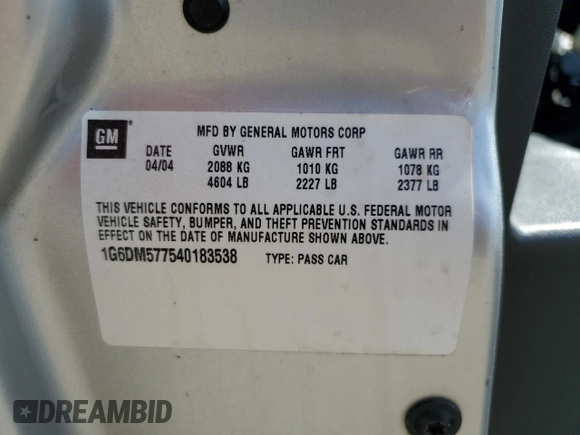 GM
MFD BY GENERAL MOTORS CORP
DATE GVWR GAWR FRT GAWR RR
04/04 2088 KG 1010 KG 1078 KG
4604 LB 2227 LB 2377 LB
THIS VEHICLE CONFORMS TO ALL APPLICABLE U.S. FEDERAL MOTOR
VEHICLE SAFETY, BUMPER, AND THEFT PREVENTION STANDARDS IN
EFFECT ON THE DATE OF MANUFACTURE SHOWN ABOVE.
1G6DM577540183538 TYPE: PASS CAR
DREAMBID